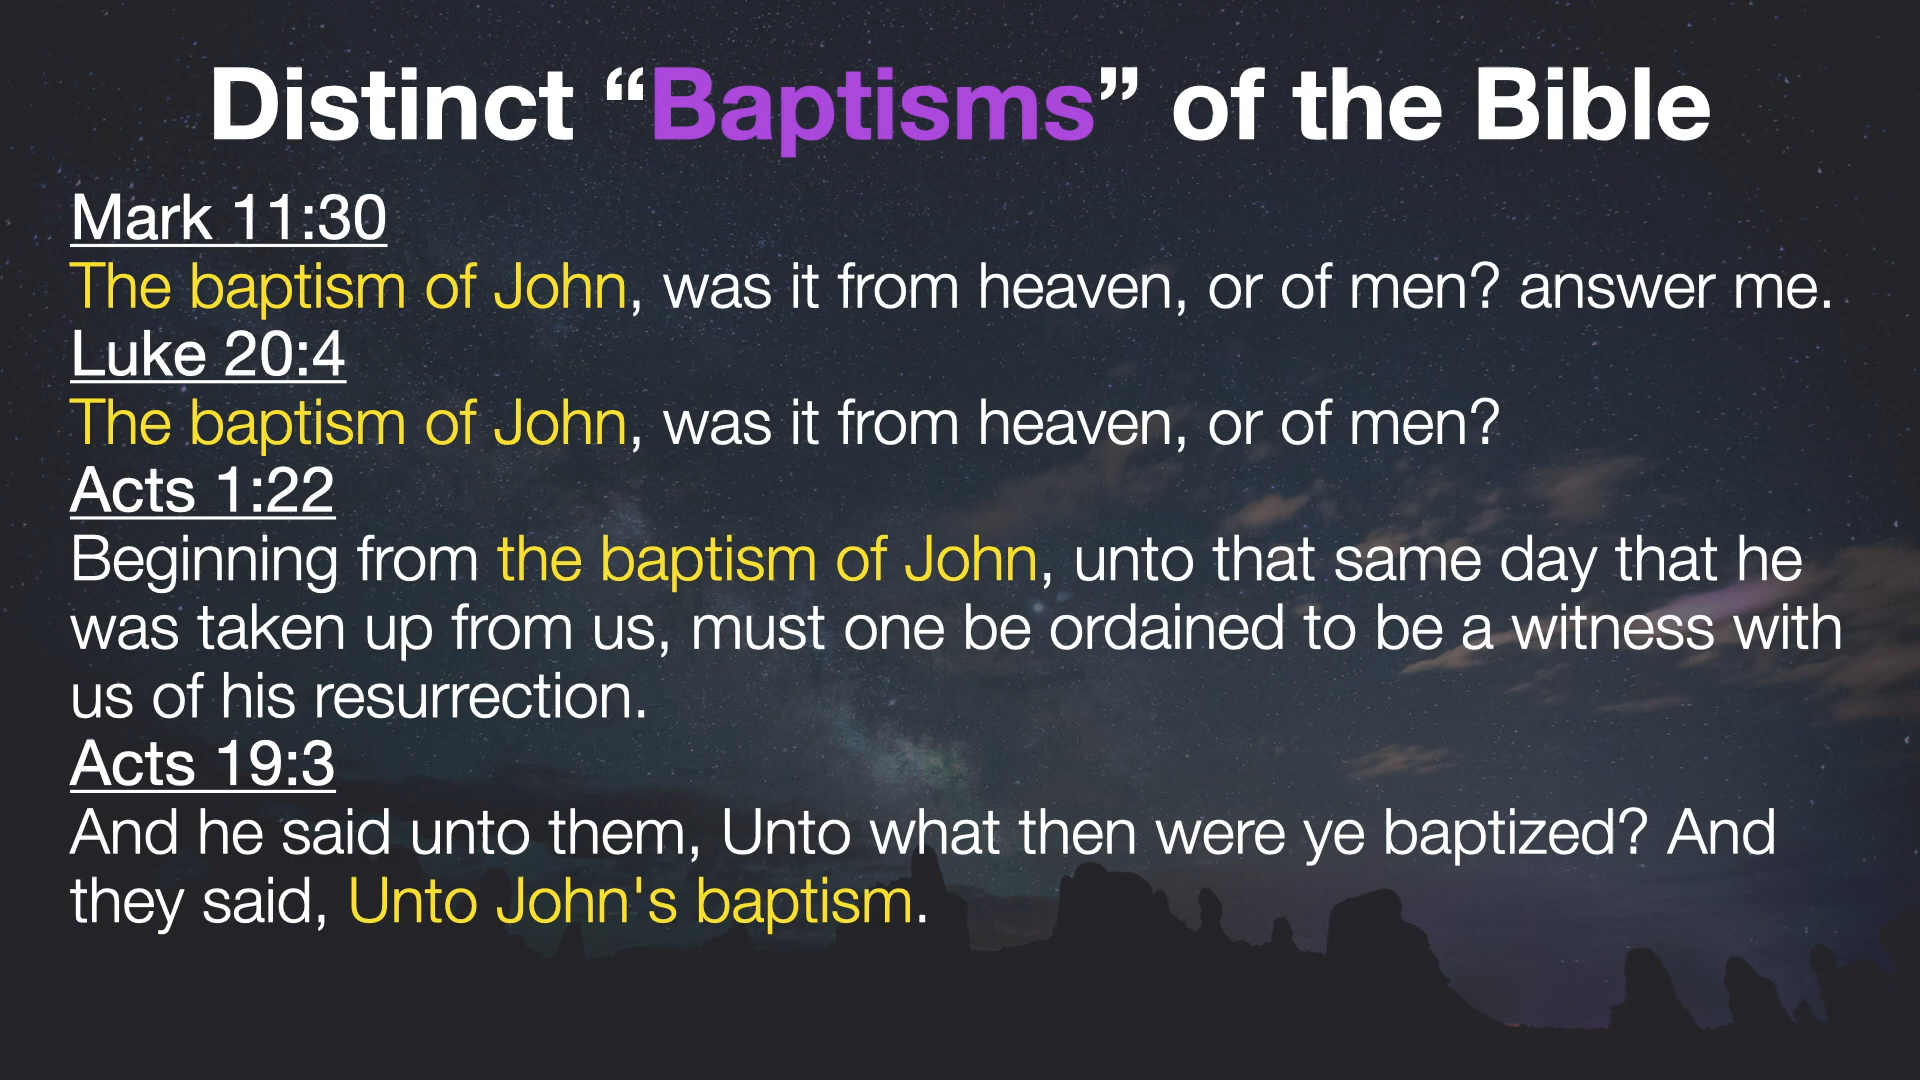 Distinct “Baptisms” of the Bible
Mark 11:30
The baptism of John, was it from heaven, or of men? answer me.
Luke 20:4
The baptism of John, was it from heaven, or of men?
Acts 1:22
Beginning from the baptism of John, unto that same day that he
was taken up from us, must one be ordained to be a witness with
us of his resurrection.
Acts 19:3
And he said unto them, Unto what then were ye baptized? And
they said, Unto John's baptism.